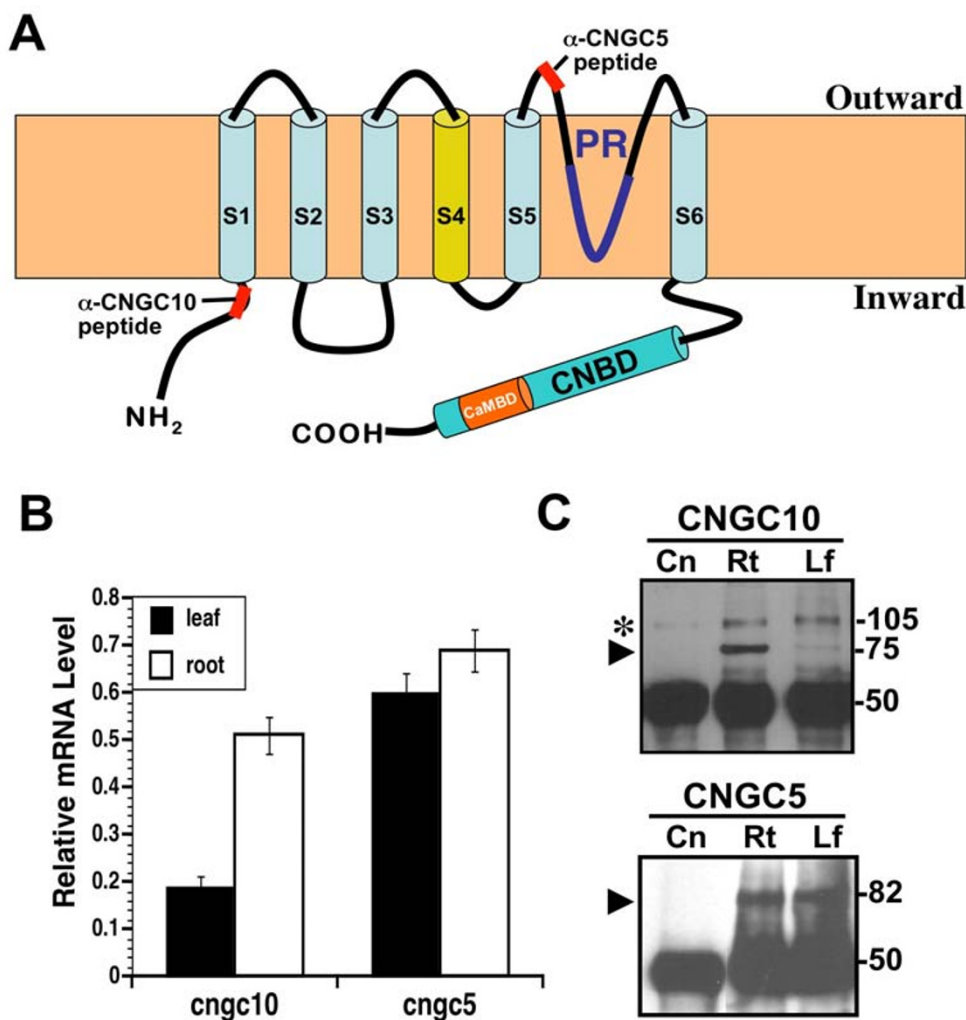 A
α-CNGC5
peptide
Outward
PR
S1 S2 S3 S4 S5 S6
α-CNGC10
peptide
Inward
NH2
CNBD
CaMBD
COOH
B
Relative mRNA Level
0.8
0.7
0.6
0.5
0.4
0.3
0.2
0.1
0
leaf
root
cngc10 cngc5
C
CNGC10
Cn Rt Lf
*
-105
-75
-50
CNGC5
Cn Rt Lf
-82
-50